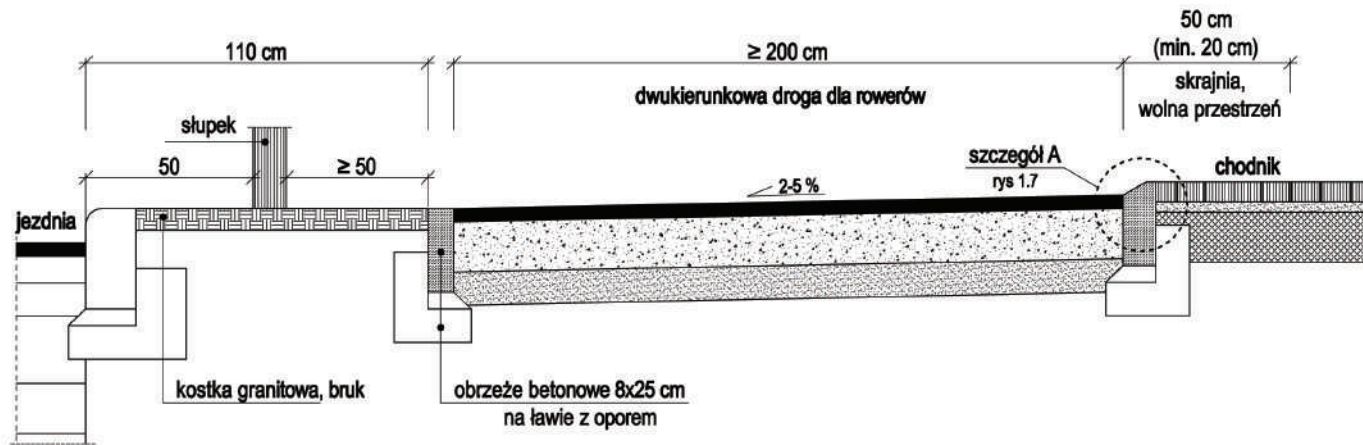 110 cm
≥ 200 cm
50 cm
(min. 20 cm)
skrajnia,
wolna przestrzeń
dwukierunkowa droga dla rowerów
słupek
50
≥ 50
szczegół A
rys 1.7
chodnik
2-5 %
jezdnia
kostka granitowa, bruk
obrzeże betonowe 8x25 cm
na ławie z oporem